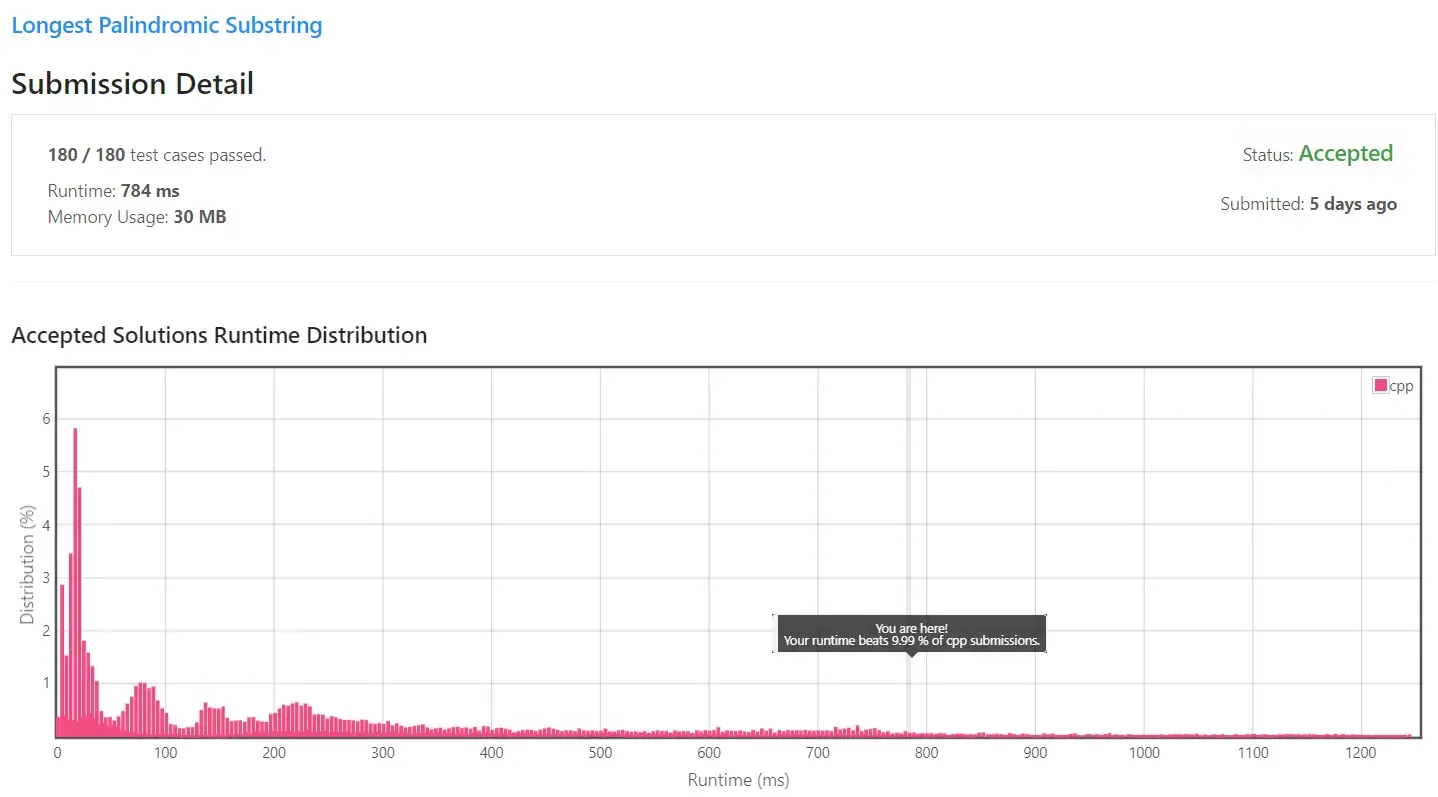 Longest Palindromic Substring
Submission Detail
180 / 180 test cases passed.
Status: Accepted
Runtime: 784 ms
Memory Usage: 30 MB
Submitted: 5 days ago
Accepted Solutions Runtime Distribution
cpp
6
5
4
3
2
1
Distribution (%)
You are here!
Your runtime beats 9.99 % of cpp submissions.
0 100 200 300 400 500 600 700 800 900 1000 1100 1200
Runtime (ms)